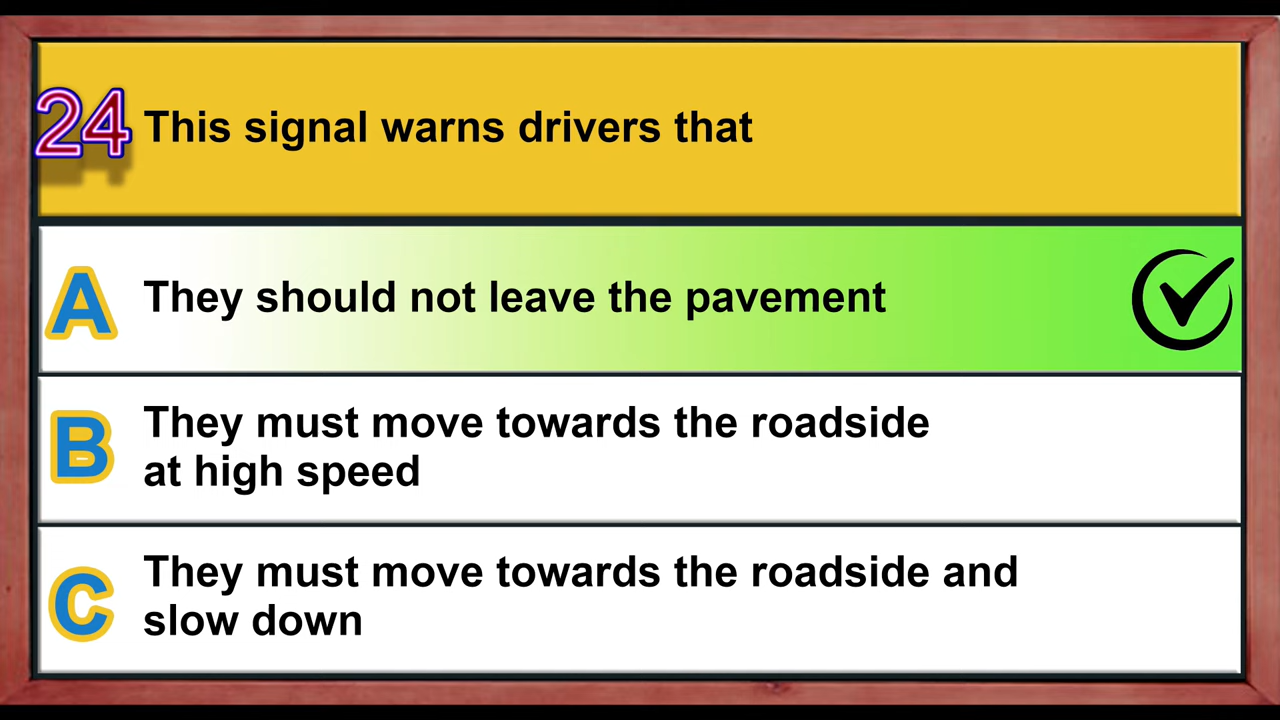 24 This signal warns drivers that
A They should not leave the pavement
B They must move towards the roadside
at high speed
C They must move towards the roadside and
slow down